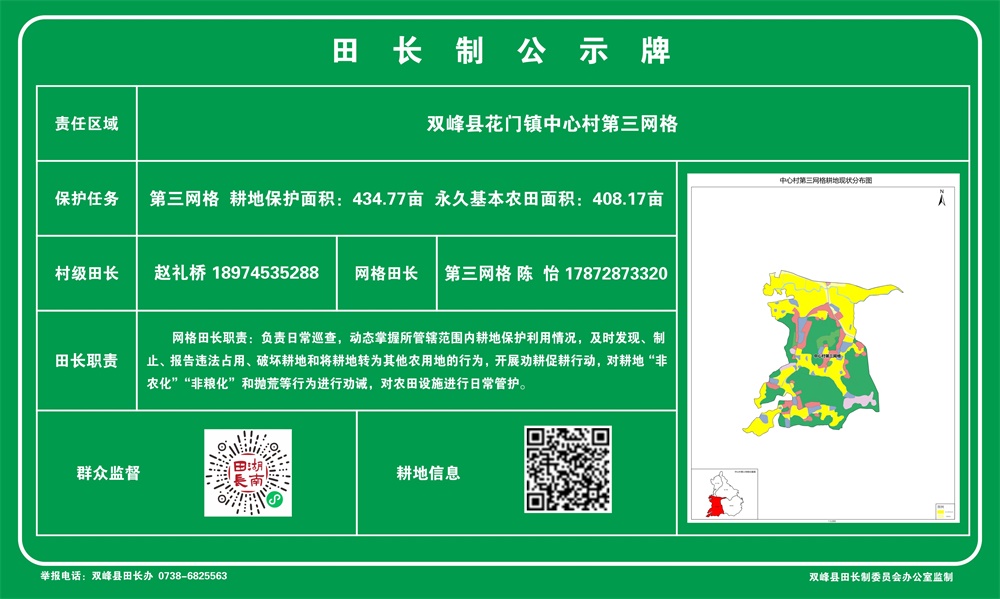 田长制公示牌
责任区域
双峰县花门镇中心村第三网格
保护任务
第三网格 耕地保护面积：434.77亩 永久基本农田面积：408.17亩
中心村第三网格耕地现状分布图
N
村级田长
赵礼桥 18974535288
网格田长
第三网格 陈 怡 17872873320
田长职责
网格田长职责：负责日常巡查，动态掌握所管辖范围内耕地保护利用情况，及时发现、制
止、报告违法占用、破坏耕地和将耕地转为其他农用地的行为，开展劝耕促耕行动，对耕地“非
农化”“非粮化”和抛荒等行为进行劝诫，对农田设施进行日常管护。
中心村第三网格
群众监督
湖南
田長
耕地信息
举报电话：双峰县田长办 0738-6825563
双峰县田长制委员会办公室监制